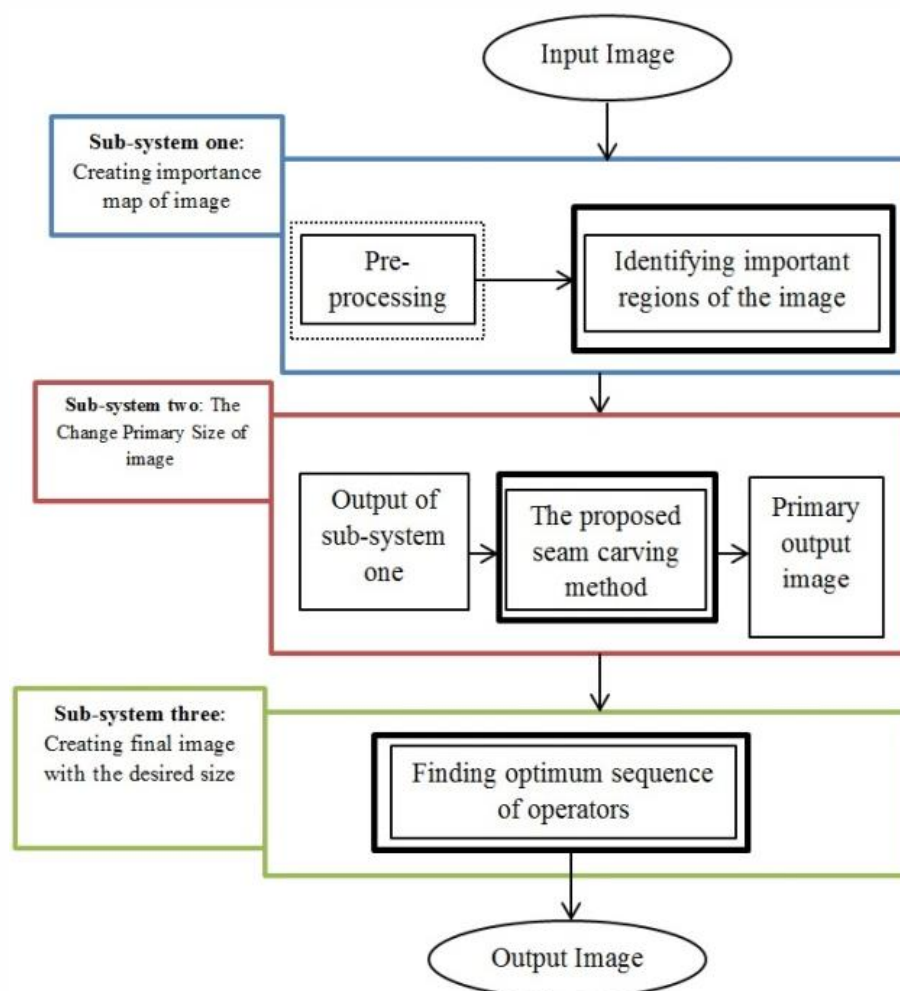 Input Image
Sub-system one:
Creating importance
map of image
Pre-
processing
Identifying important
regions of the image
Sub-system two: The
Change Primary Size of
image
Output of
sub-system
one
The proposed
seam carving
method
Primary
output
image
Sub-system three:
Creating final image
with the desired size
Finding optimum sequence
of operators
Output Image